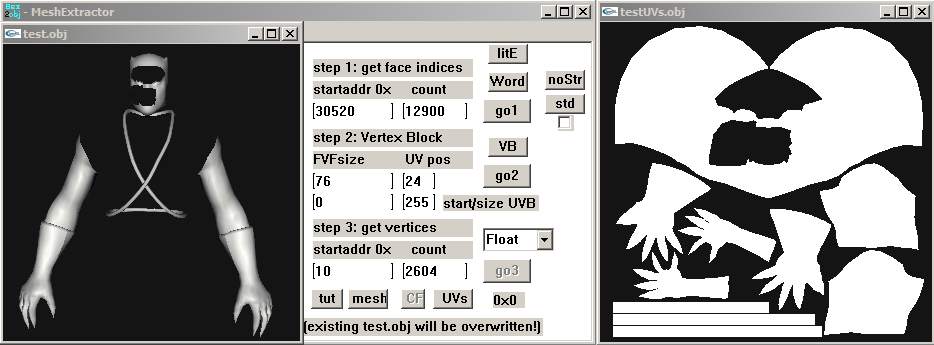 Hex 2obj - MeshExtractor
test.obj
testUVs.obj
litE
step 1: get face indices
Word
noStr
startaddr 0x count
std
[30520 ] [12900 ]
go1
step 2: Vertex Block
VB
FVFsize UV pos
go2
[76 ] [24 ]
[0 ] [255 ] start/size UVB
step 3: get vertices
Float
startaddr 0x count
[10 ] [2604 ]
go3
tut mesh CF UVs 0x0
(existing test.obj will be overwritten!)